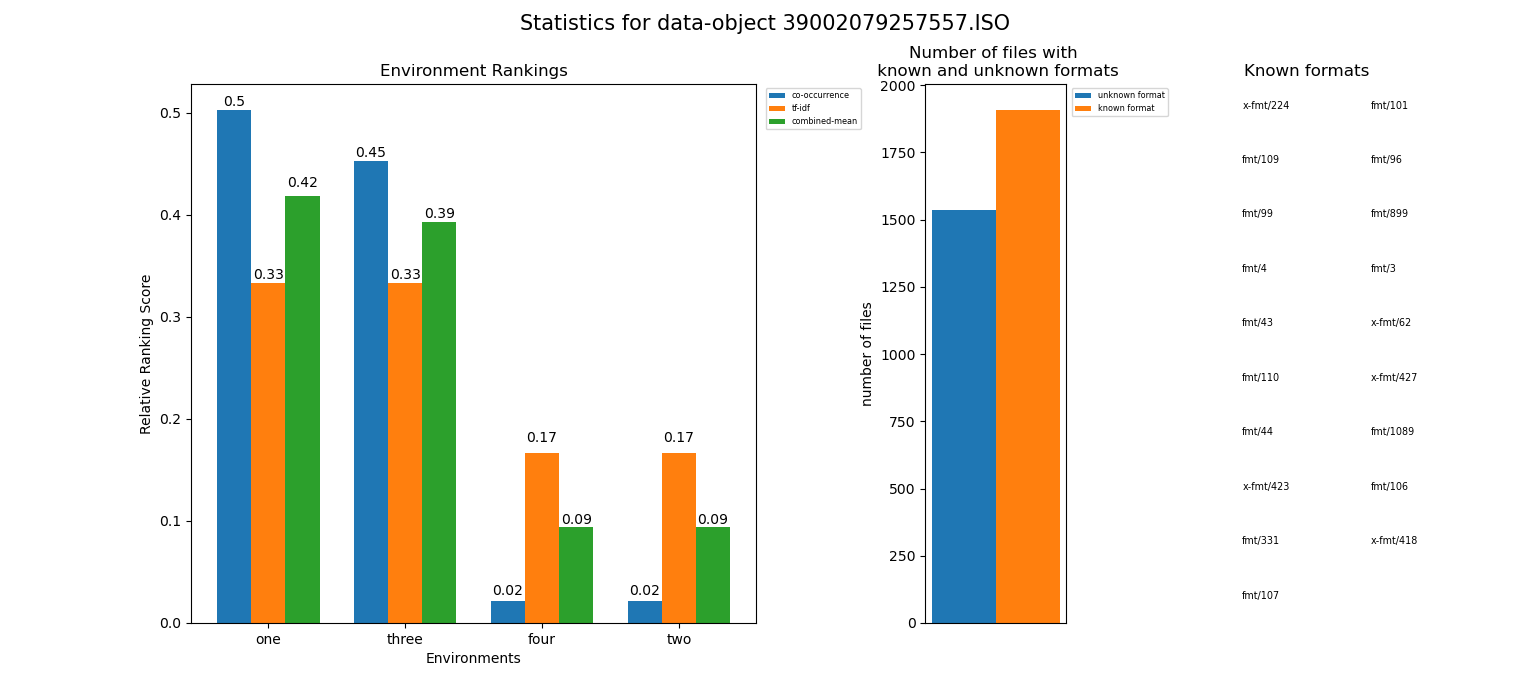 Statistics for data-object 39002079257557.ISO
Environment Rankings
Relative Ranking Score
0.5
0.4
0.3
0.2
0.1
0.0
0.5
0.33
0.42
0.45
0.33
0.39
0.02
0.17
0.09
0.02
0.17
0.09
one
three
four
two
Environments
co-occurrence
tf-idf
combined-mean
Number of files with
known and unknown formats
number of files
2000
1750
1500
1250
1000
750
500
250
0
unknown format
known format
Known formats
x-fmt/224 fmt/101
fmt/109 fmt/96
fmt/99 fmt/899
fmt/4 fmt/3
fmt/43 x-fmt/62
fmt/110 x-fmt/427
fmt/44 fmt/1089
x-fmt/423 fmt/106
fmt/331 x-fmt/418
fmt/107